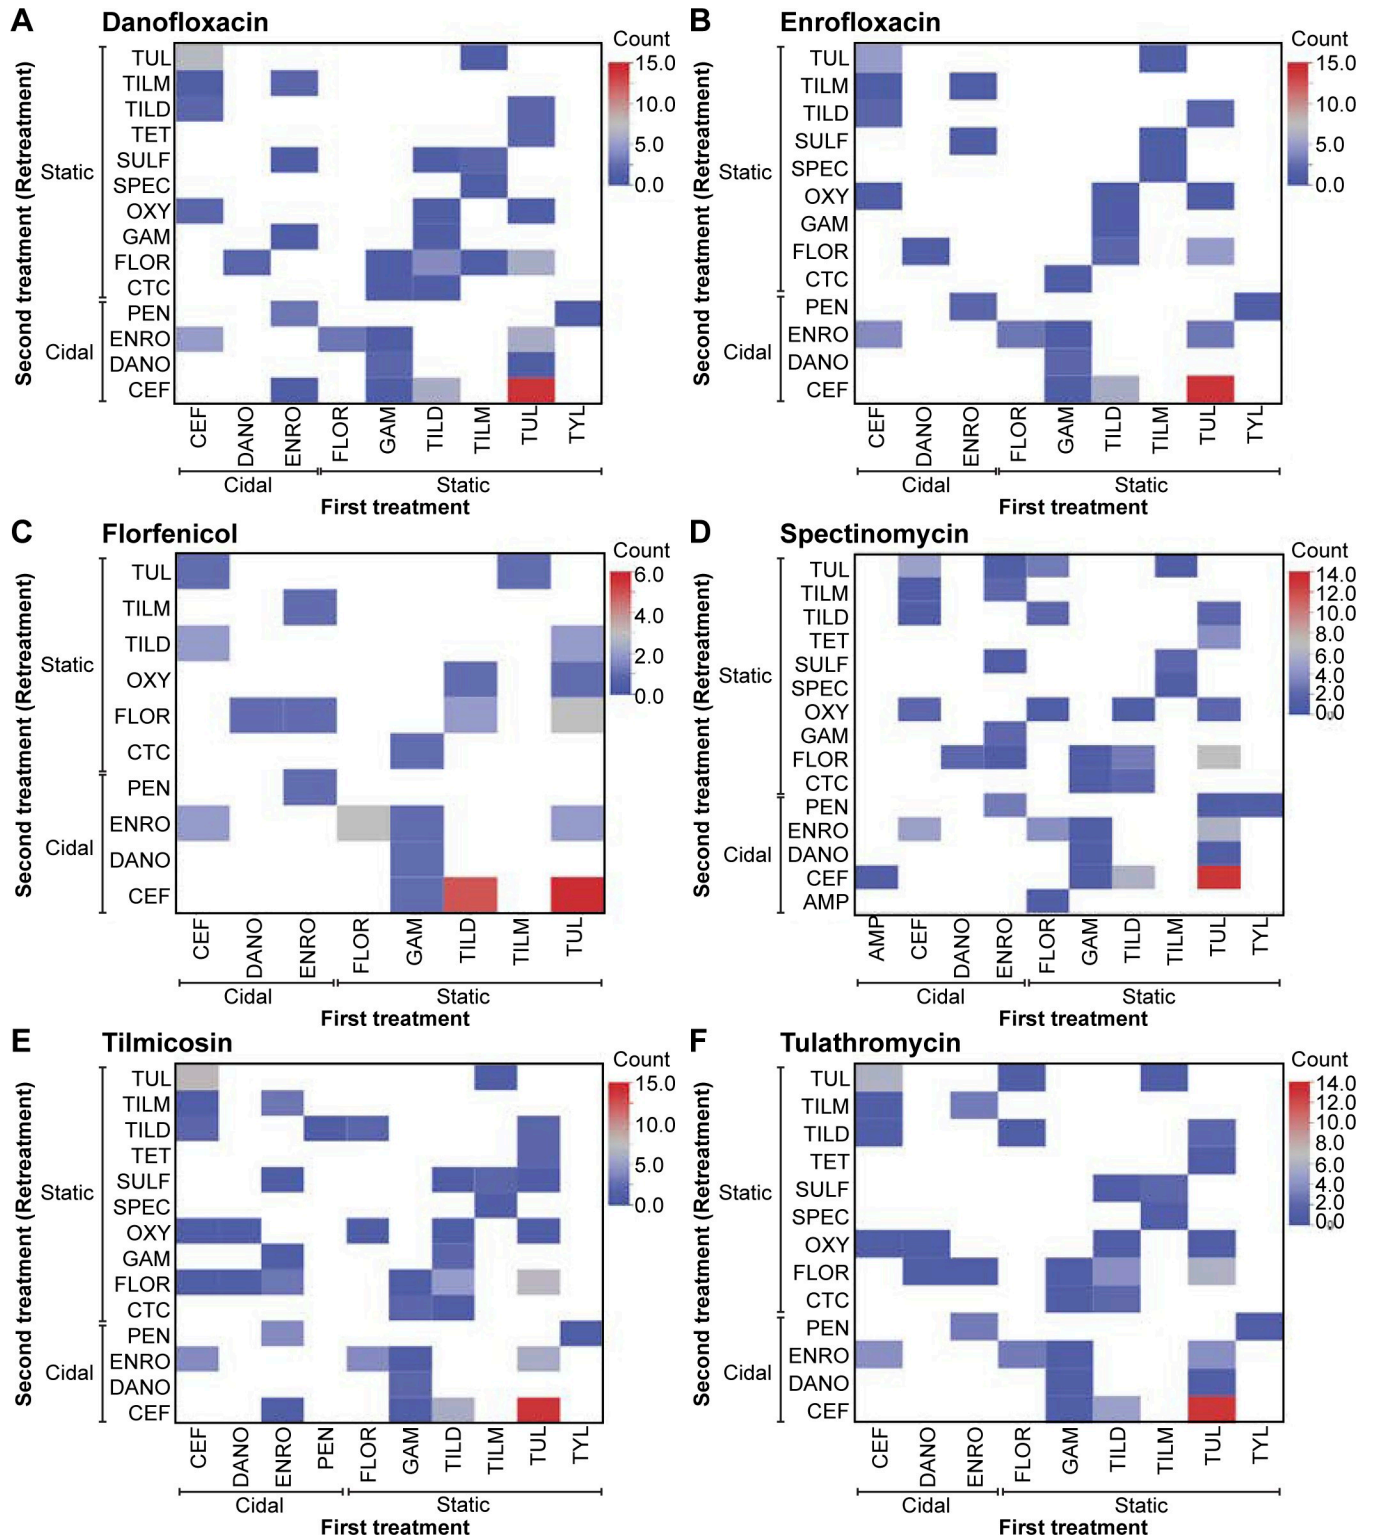 A Danofloxacin
Count
15.0
10.0
5.0
0.0
Second treatment (Retreatment)
Static
Cidal
TUL
TILM
TILD
TET
SULF
SPEC
OXY
GAM
FLOR
CTC
PEN
ENRO
DANO
CEF
CEF DANO ENRO FLOR GAM TILD TILM TUL TYL
Cidal Static
First treatment
B Enrofloxacin
Count
15.0
10.0
5.0
0.0
Second treatment (Retreatment)
Static
Cidal
TUL
TILM
TILD
SULF
SPEC
OXY
GAM
FLOR
CTC
PEN
ENRO
DANO
CEF
CEF DANO ENRO FLOR GAM TILD TILM TUL TYL
Cidal Static
First treatment
C Florfenicol
Count
6.0
4.0
2.0
0.0
Second treatment (Retreatment)
Static
Cidal
TUL
TILM
TILD
OXY
FLOR
CTC
PEN
ENRO
DANO
CEF
CEF DANO ENRO FLOR GAM TILD TILM TUL
Cidal Static
First treatment
D Spectinomycin
Count
14.0
12.0
10.0
8.0
6.0
4.0
2.0
0.0
Second treatment (Retreatment)
Static
Cidal
TUL
TILM
TILD
TET
SULF
SPEC
OXY
GAM
FLOR
CTC
PEN
ENRO
DANO
CEF
AMP
AMP CEF DANO ENRO FLOR GAM TILD TILM TUL TYL
Cidal Static
First treatment
E Tilmicosin
Count
15.0
10.0
5.0
0.0
Second treatment (Retreatment)
Static
Cidal
TUL
TILM
TILD
TET
SULF
SPEC
OXY
GAM
FLOR
CTC
PEN
ENRO
DANO
CEF
CEF DANO ENRO PEN FLOR GAM TILD TILM TUL TYL
Cidal Static
First treatment
F Tulathromycin
Count
14.0
12.0
10.0
8.0
6.0
4.0
2.0
0.0
Second treatment (Retreatment)
Static
Cidal
TUL
TILM
TILD
TET
SULF
SPEC
OXY
FLOR
CTC
PEN
ENRO
DANO
CEF
CEF DANO ENRO FLOR GAM TILD TILM TUL TYL
Cidal Static
First treatment